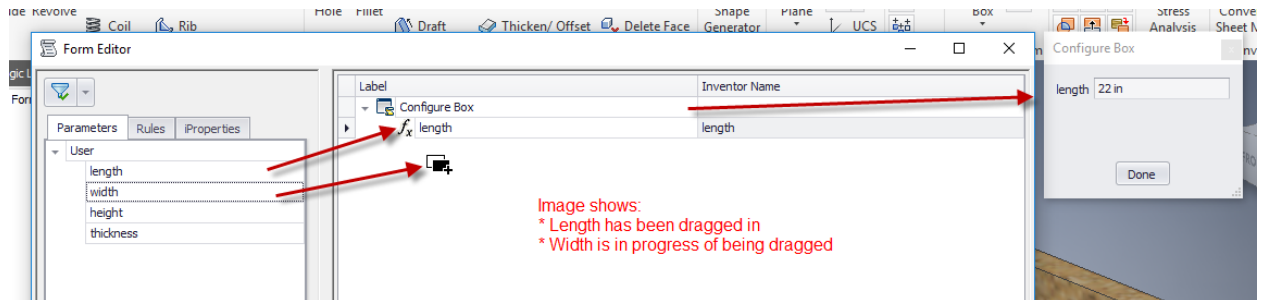 Revolve
Hole Fillet
Shape
Plane
Box
Stress
Coil
Rib
Draft
Thicken/ Offset
Delete Face
Generator
UCS
Analysis
Sheet
Form Editor
Configure Box
Label
Inventor Name
length 22 in
Configure Box
Parameters Rules iProperties
length
length
User
length
width
Done
height
thickness
Image shows:
* Length has been dragged in
* Width is in progress of being dragged